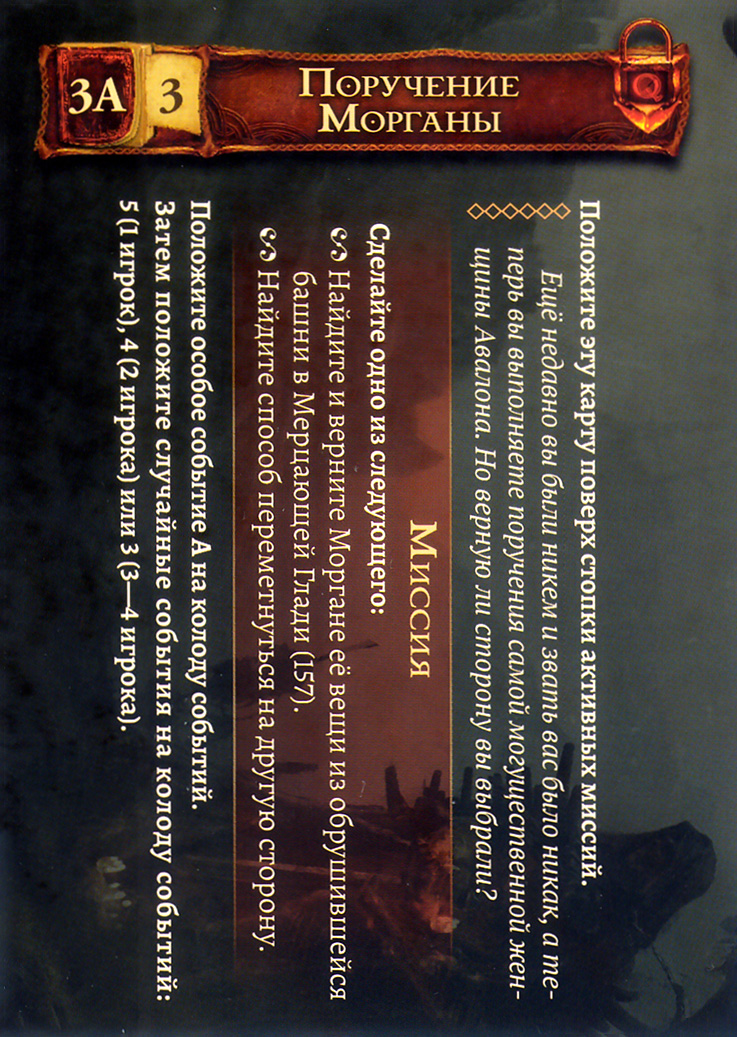 3А 3
Поручение
Морганы
Q
Положите эту карту поверх стопки активных миссий.
Ещё недавно вы были никем и звать вас было никак, а те-
перь вы выполняете поручения самой могущественной жен-
щины Авалона. Но верную ли сторону вы выбрали?
Миссия
Сделайте одно из следующего:
Найдите и верните Моргане её вещи из обрушившейся
башни в Мерцающей Глади (157).
Найдите способ переметнуться на другую сторону.
Положите особое событие А на колоду событий.
Затем положите случайные события на колоду событий:
5 (1 игрок), 4 (2 игрока) или 3 (3—4 игрока).